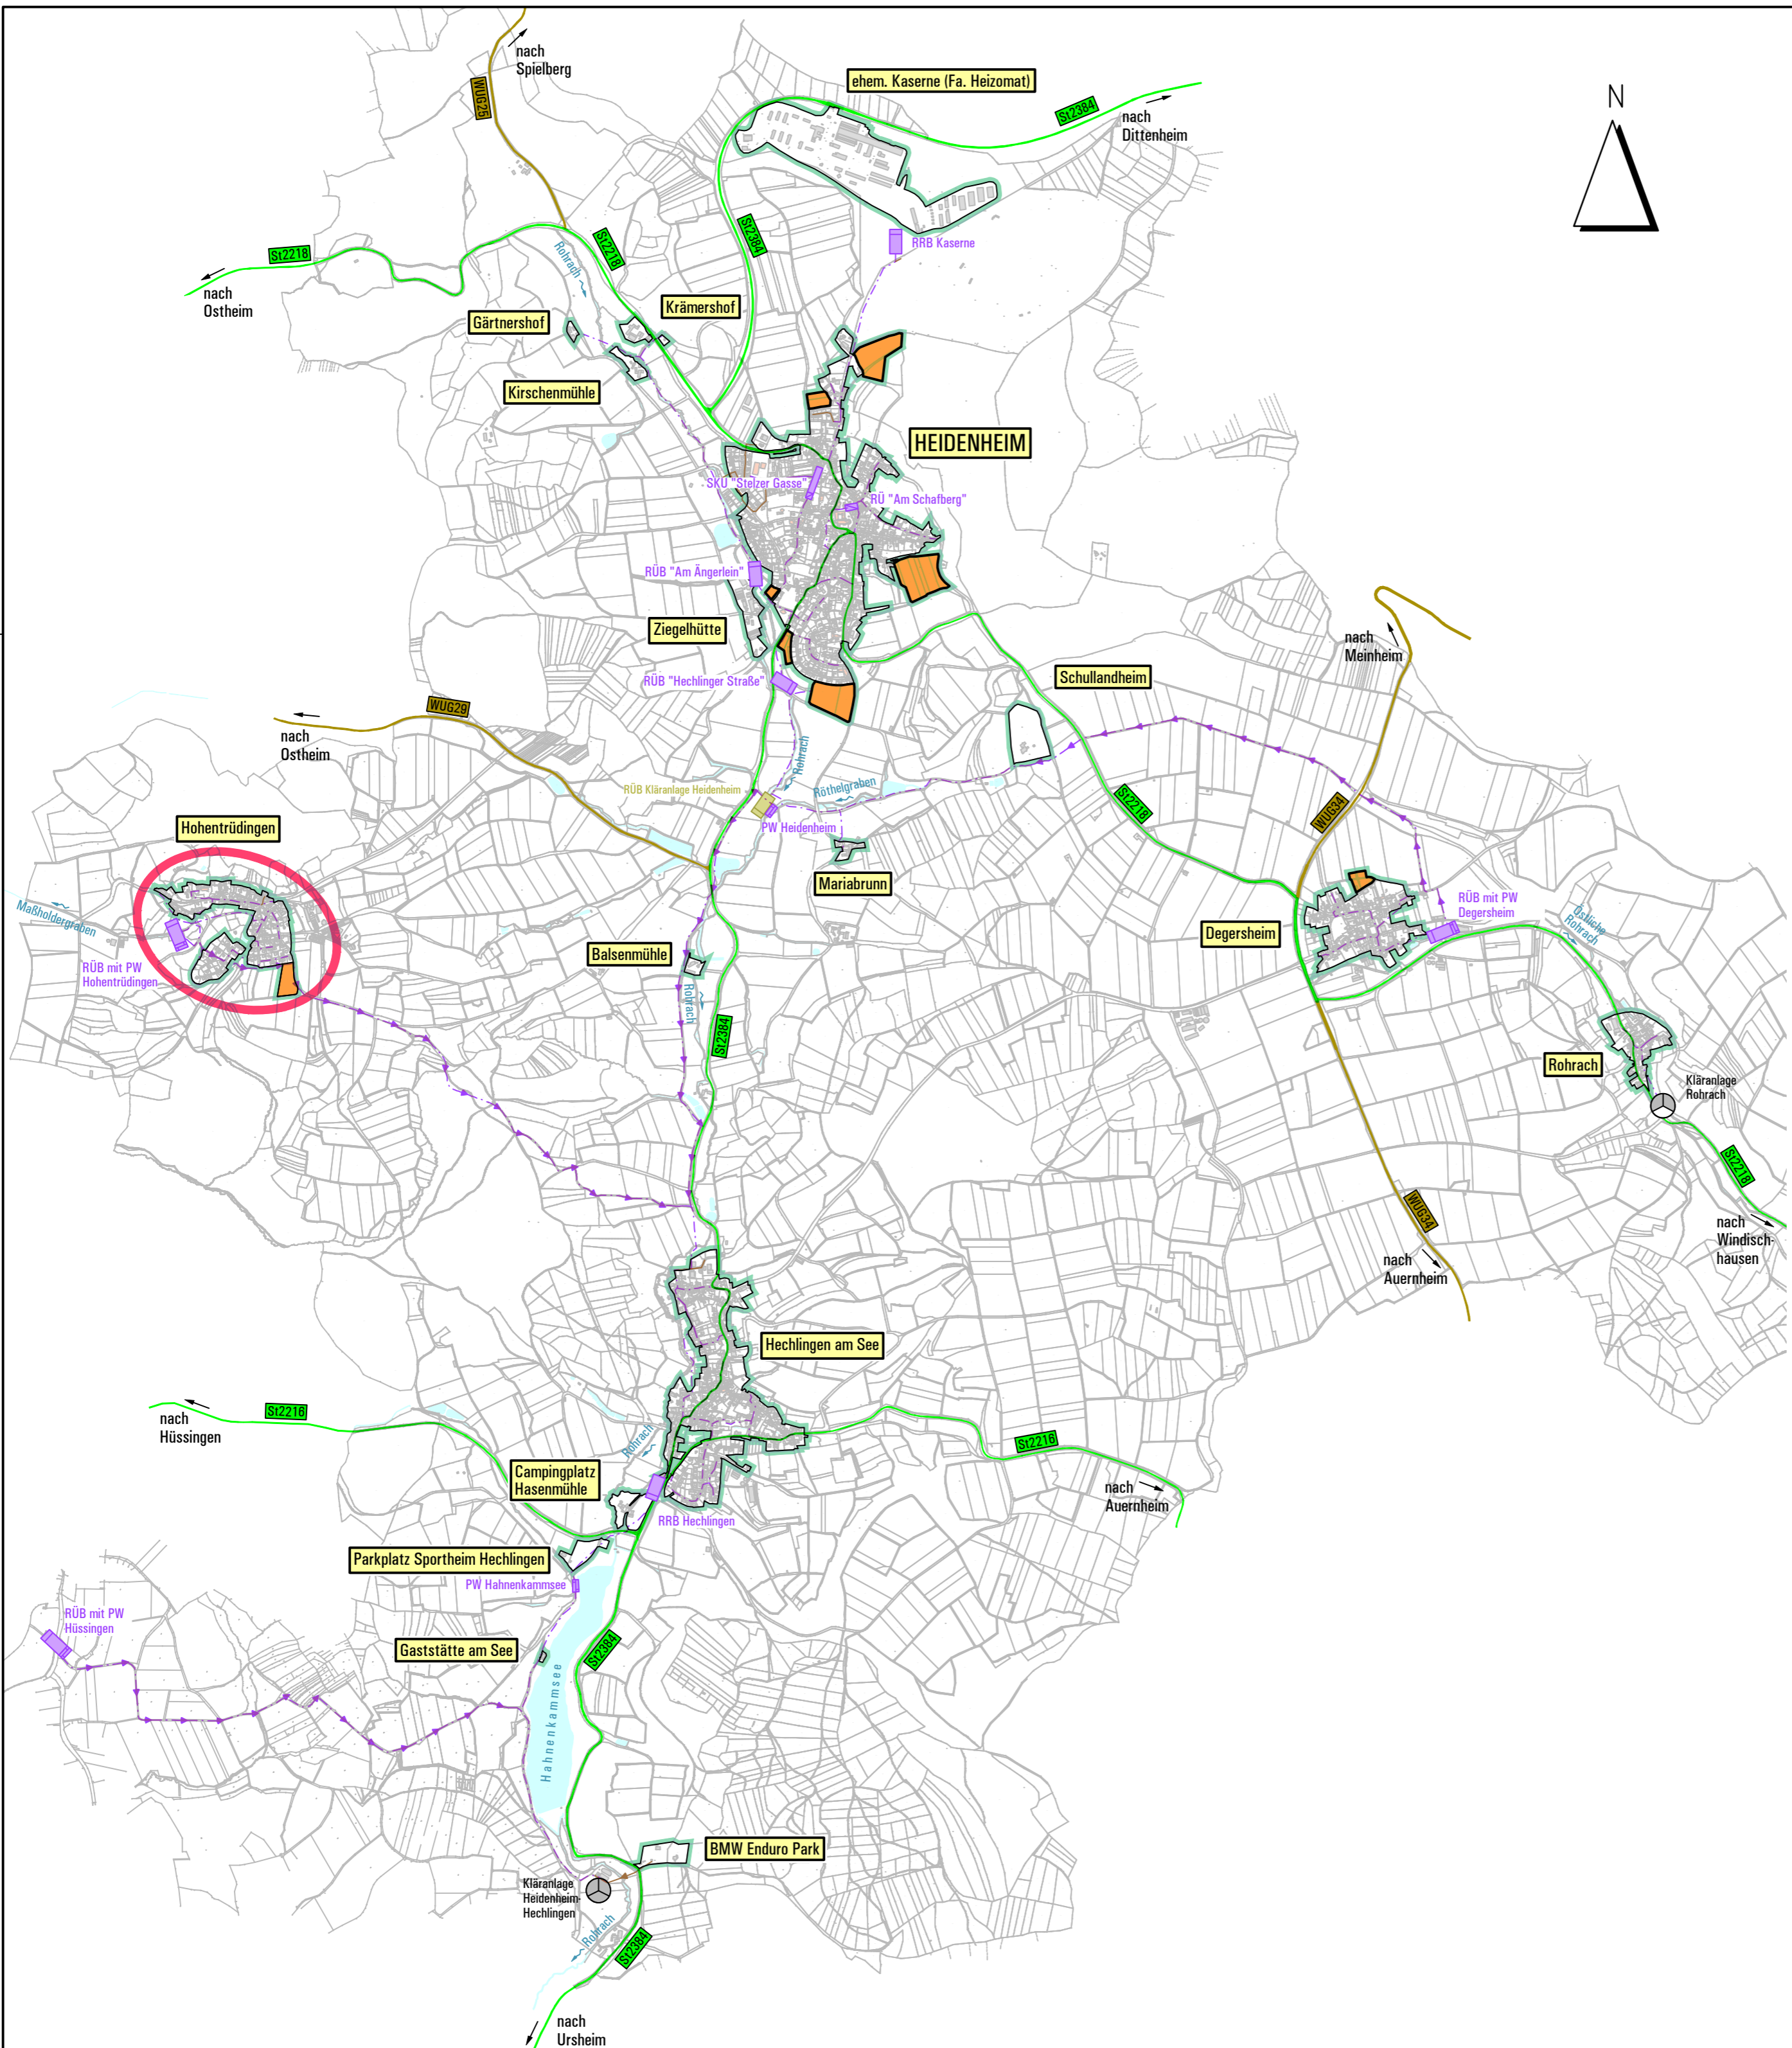 nach
Spielberg
WUG25
ehem. Kaserne (Fa. Heizomat)
St2384
nach
Dittenheim
N
St2218
nach
Ostheim
Rohrach
St2218
St2384
RRB Kaserne
Krämershof
Gärtnershof
Kirschenmühle
HEIDENHEIM
SKU "Stelzer Gasse"
RÜ "Am Schafberg"
RÜB "Am Ängerlein"
Ziegelhütte
nach
Meinheim
RÜB "Hechlinger Straße"
Schullandheim
WUG29
nach
Ostheim
Rohrach
RÜB Kläranlage Heidenheim
Röthelgraben
St2218
WUG34
PW Heidenheim
Hohentrüdingen
Mariabrunn
Maßholdergraben
RÜB mit PW
Hohentrüdingen
Balsenmühle
Rohrach
Degersheim
RÜB mit PW
Degersheim
Östliche
Rohrach
St2384
Rohrach
Kläranlage
Rohrach
St2218
WUG34
nach
Windisch-
hausen
nach
Auernheim
Hechlingen am See
St2218
nach
Hüssingen
Rohrach
St2216
Campingplatz
Hasenmühle
nach
Auernheim
RRB Hechlingen
Parkplatz Sportheim Hechlingen
PW Hahnenkammsee
RÜB mit PW
Hüssingen
Gaststätte am See
St2384
Hahnenkammsee
BMW Enduro Park
Kläranlage
Heidenheim-
Hechlingen
Rohrach
St2384
nach
Ursheim